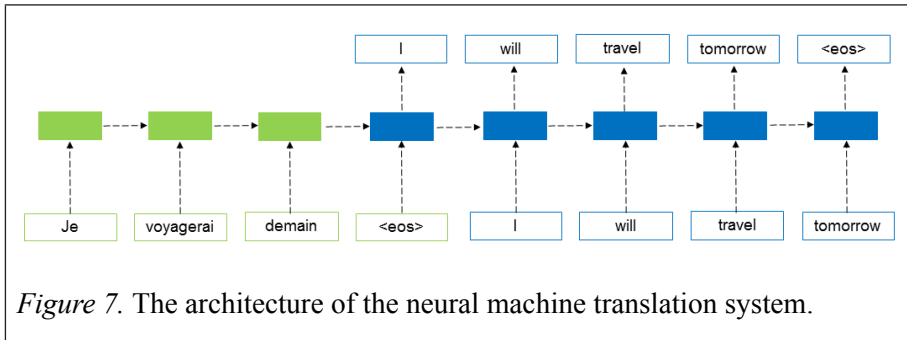 I will travel tomorrow <eos>
Je voyagerai demain <eos> I will travel tomorrow
Figure 7. The architecture of the neural machine translation system.